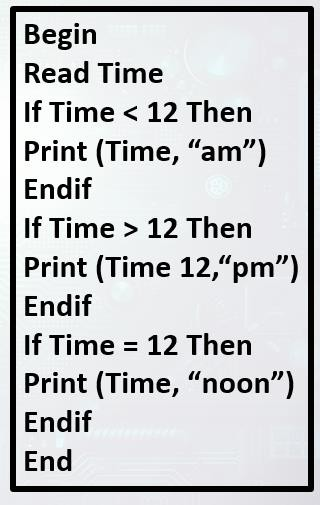 Begin
Read Time
If Time < 12 Then
Print (Time, “am”)
Endif
If Time > 12 Then
Print (Time 12,“pm”)
Endif
If Time = 12 Then
Print (Time, “noon”)
Endif
End